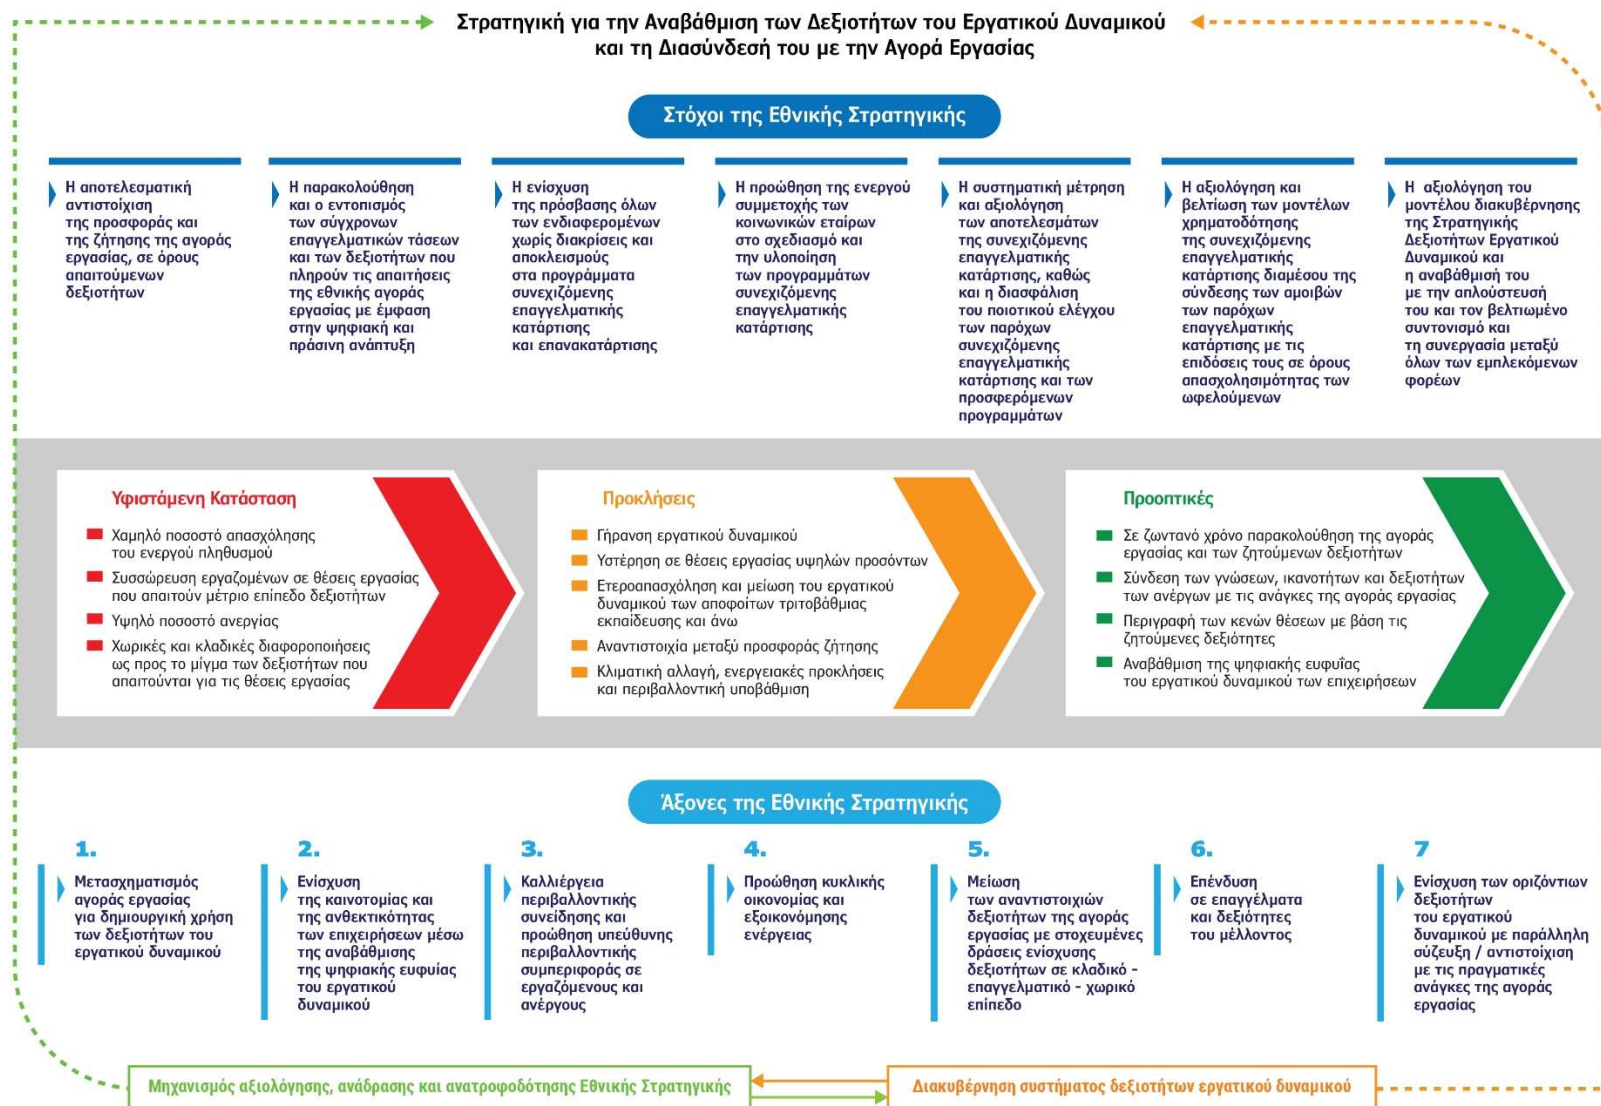 Στρατηγική για την Αναβάθμιση των Δεξιοτήτων του Εργατικού Δυναμικού
και τη Διασύνδεσή του με την Αγορά Εργασίας
Στόχοι της Εθνικής Στρατηγικής
Η αποτελεσματική
αντιστοίχιση
της προσφοράς και
της ζήτησης της αγοράς
εργασίας, σε όρους
απαιτούμενων
δεξιοτήτων
Η παρακολούθηση
και ο εντοπισμός
των σύγχρονων
επαγγελματικών τάσεων
και των δεξιοτήτων που
πληρούν τις απαιτήσεις
της εθνικής αγοράς
εργασίας με έμφαση
στην ψηφιακή και
πράσινη ανάπτυξη
Η ενίσχυση
της πρόσβασης όλων
των ενδιαφερομένων
χωρίς διακρίσεις και
αποκλεισμούς
στα προγράμματα
συνεχιζόμενης
επαγγελματικής
κατάρτισης
και επανακατάρτισης
Η προώθηση της ενεργού
συμμετοχής των
κοινωνικών εταίρων
στο σχεδιασμό και
την υλοποίηση
των προγραμμάτων
συνεχιζόμενης
επαγγελματικής
κατάρτισης
Η συστηματική μέτρηση
και αξιολόγηση
των αποτελεσμάτων
της συνεχιζόμενης
επαγγελματικής
κατάρτισης, καθώς
και η διασφάλιση
του ποιοτικού ελέγχου
των παρόχων
συνεχιζόμενης
επαγγελματικής
κατάρτισης και των
προσφερόμενων
προγραμμάτων
Η αξιολόγηση και
βελτίωση των μοντέλων
χρηματοδότησης
της συνεχιζόμενης
επαγγελματικής
κατάρτισης διαμέσου της
σύνδεσης των αμοιβών
των παρόχων
επαγγελματικής
κατάρτισης με τις
επιδόσεις τους σε όρους
απασχολησιμότητας των
ωφελούμενων
Η αξιολόγηση του
μοντέλου διακυβέρνησης
της Στρατηγικής
Δεξιοτήτων Εργατικού
Δυναμικού και
η αναβάθμισή του
με την απλούστευσή
του και τον βελτιωμένο
συντονισμό και
τη συνεργασία μεταξύ
όλων των εμπλεκόμενων
φορέων
Υφιστάμενη Κατάσταση
Χαμηλό ποσοστό απασχόλησης
του ενεργού πληθυσμού
Συσσώρευση εργαζομένων σε θέσεις εργασίας
που απαιτούν μέτριο επίπεδο δεξιοτήτων
Υψηλό ποσοστό ανεργίας
Χωρικές και κλαδικές διαφοροποιήσεις
ως προς το μίγμα των δεξιοτήτων που
απαιτούνται για τις θέσεις εργασίας
Προκλήσεις
Γήρανση εργατικού δυναμικού
Υστέρηση σε θέσεις εργασίας υψηλών προσόντων
Ετεροαπασχόληση και μείωση του εργατικού
δυναμικού των αποφοίτων τριτοβάθμιας
εκπαίδευσης και άνω
Αναντιστοιχία μεταξύ προσφοράς ζήτησης
Κλιματική αλλαγή, ενεργειακές προκλήσεις
και περιβαλλοντική υποβάθμιση
Προοπτικές
Σε ζωντανό χρόνο παρακολούθηση της αγοράς
εργασίας και των ζητούμενων δεξιοτήτων
Σύνδεση των γνώσεων, ικανοτήτων και δεξιοτήτων
των ανέργων με τις ανάγκες της αγοράς εργασίας
Περιγραφή των κενών θέσεων με βάση τις
ζητούμενες δεξιότητες
Αναβάθμιση της ψηφιακής ευφυΐας
του εργατικού δυναμικού των επιχειρήσεων
Άξονες της Εθνικής Στρατηγικής
1.
Μετασχηματισμός
αγοράς εργασίας
για δημιουργική χρήση
των δεξιοτήτων του
εργατικού δυναμικού
2.
Ενίσχυση
της καινοτομίας και
της ανθεκτικότητας
των επιχειρήσεων μέσω
της αναβάθμισης
της ψηφιακής ευφυίας
του εργατικού
δυναμικού
3.
Καλλιέργεια
περιβαλλοντικής
συνείδησης και
προώθηση υπεύθυνης
περιβαλλοντικής
συμπεριφοράς σε
εργαζόμενους και
ανέργους
4.
Προώθηση κυκλικής
οικονομίας και
εξοικονόμησης
ενέργειας
5.
Μείωση
των αναντιστοιχιών
δεξιοτήτων της αγοράς
εργασίας με στοχευμένες
δράσεις ενίσχυσης
δεξιοτήτων σε κλαδικό -
επαγγελματικό - χωρικό
επίπεδο
6.
Επένδυση
σε επαγγέλματα
και δεξιότητες
του μέλλοντος
7
Ενίσχυση των οριζόντιων
δεξιοτήτων
του εργατικού
δυναμικού με παράλληλη
σύζευξη / αντιστοίχιση
με τις πραγματικές
ανάγκες της αγοράς
εργασίας
Μηχανισμός αξιολόγησης, ανάδρασης και ανατροφοδότησης Εθνικής Στρατηγικής
Διακυβέρνηση συστήματος δεξιοτήτων εργατικού δυναμικού